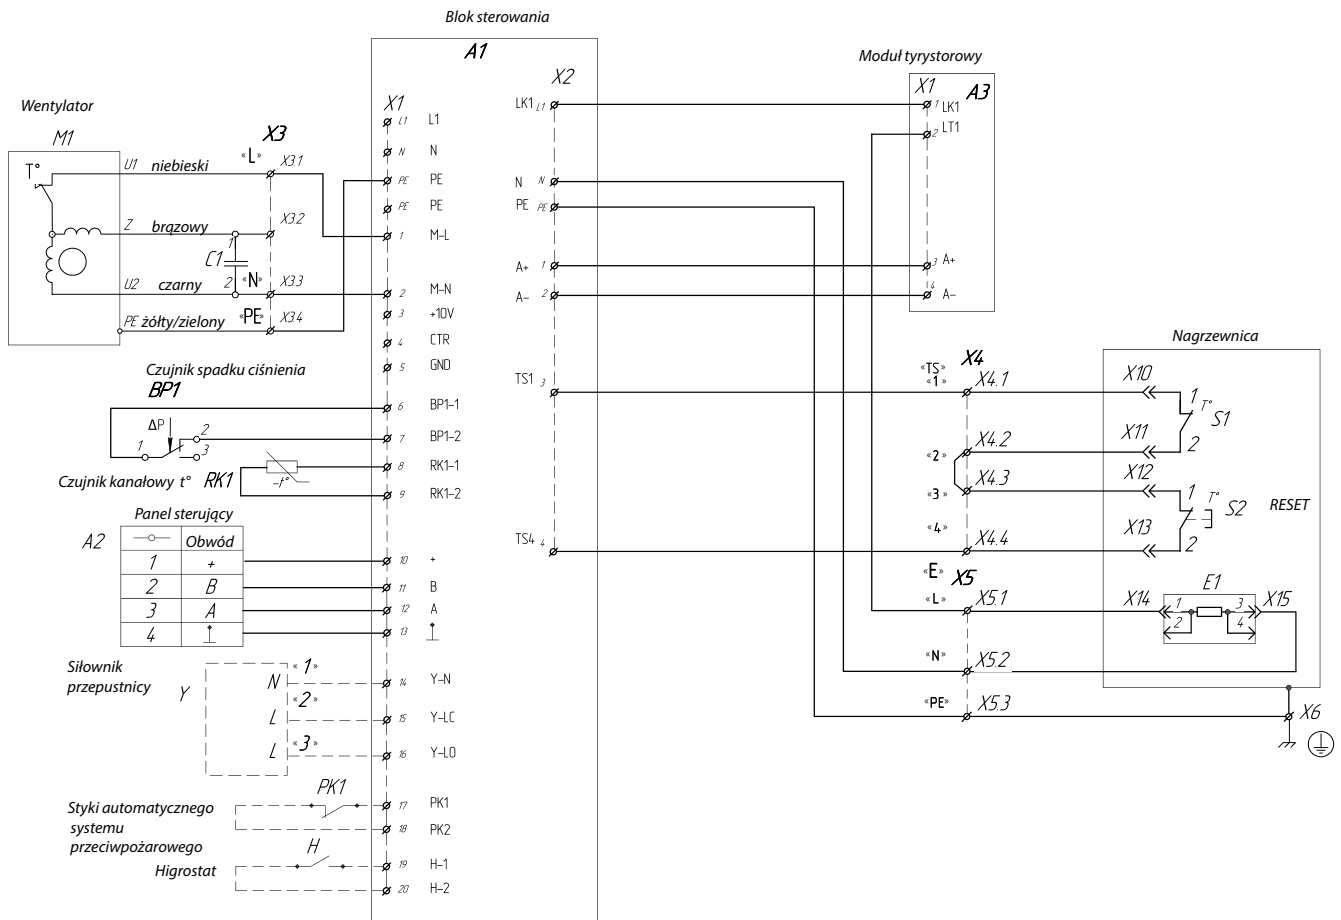 Blok sterowania
A1
Moduł tyrystorowy
X2
X1
A3
Wentylator
M1
X3
X1
LK1 L1
1 LK1
L1 L1
2 LT1
«L» X3.1
T° U1 niebieski
N N
PE PE
N N
PE PE
PE PE
X3.2
Z brązowy
1
C1
2
1 M-L
A+ 1
3 A+
«N» X3.3
U2 czarny
2 M-N
A- 2
4 A-
«PE» X3.4
PE żółty/zielony
3 +10V
4 CTR
5 GND
Nagrzewnica
Czujnik spadku ciśnienia
BP1
TS1 3
«TS»
«1»
X4
X4.1
X10
1 T° S1
2
6 BP1-1
ΔP
1 2 3
7 BP1-2
«2» X4.2
X11
8 RK1-1
Czujnik kanałowy t° RK1 -t°
9 RK1-2
«3» X4.3
X12
1 T° S2
2
RESET
Panel sterujący
A2
Obwód
1 +
2 B
3 A
4
TS4 4
«4» X4.4
X13
10 +
11 B
12 A
13
«E» X5
«L» X5.1
X14
E1
1 3
2 4
X15
«N» X5.2
«PE» X5.3
X6
Siłownik
przepustnicy
Y
N «1»
L «2»
L «3»
14 Y-N
15 Y-LC
16 Y-LO
Styki automatycznego
systemu
przeciwpożarowego
PK1
17 PK1
18 PK2
Higrostat
H
19 H-1
20 H-2